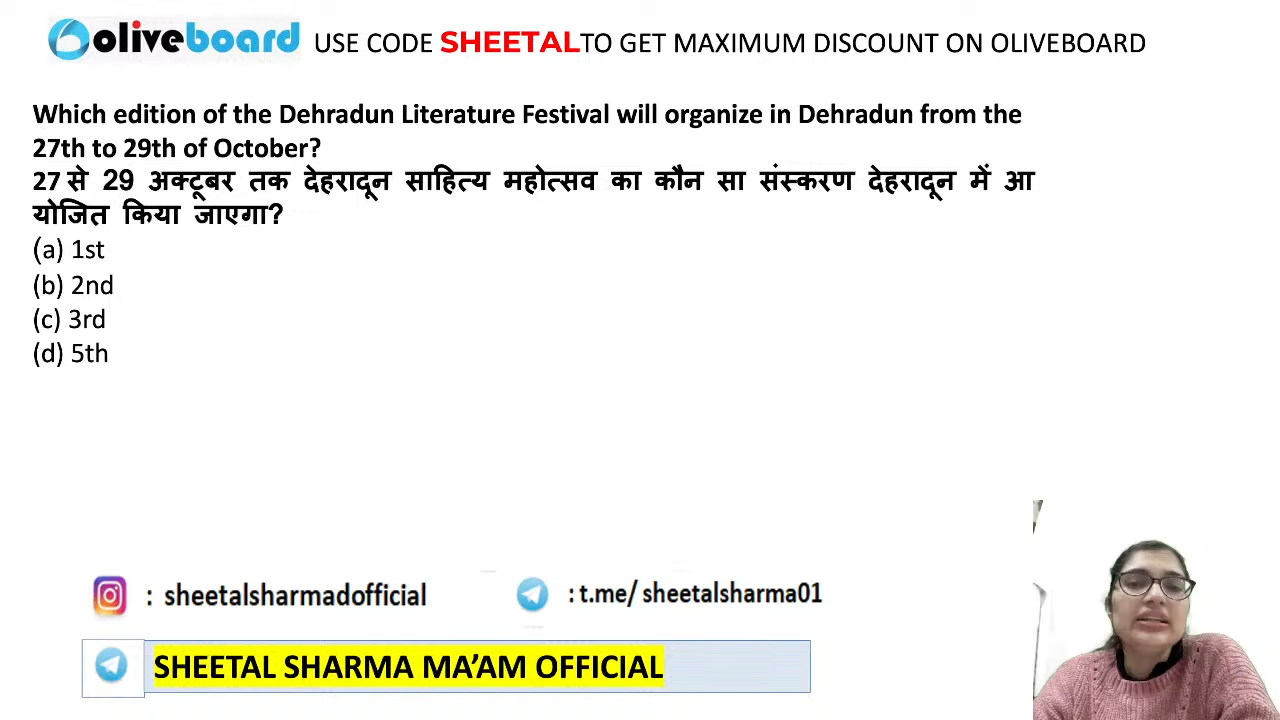 oliveboard USE CODE SHEETAL TO GET MAXIMUM DISCOUNT ON OLIVEBOARD
Which edition of the Dehradun Literature Festival will organize in Dehradun from the
27th to 29th of October?
27 से 29 अक्टूबर तक देहरादून साहित्य महोत्सव का कौन सा संस्करण देहरादून में आ
योजित किया जाएगा?
(a) 1st
(b) 2nd
(c) 3rd
(d) 5th
: sheetalsharmadofficial
: t.me/ sheetalsharma01
SHEETAL SHARMA MA’AM OFFICIAL